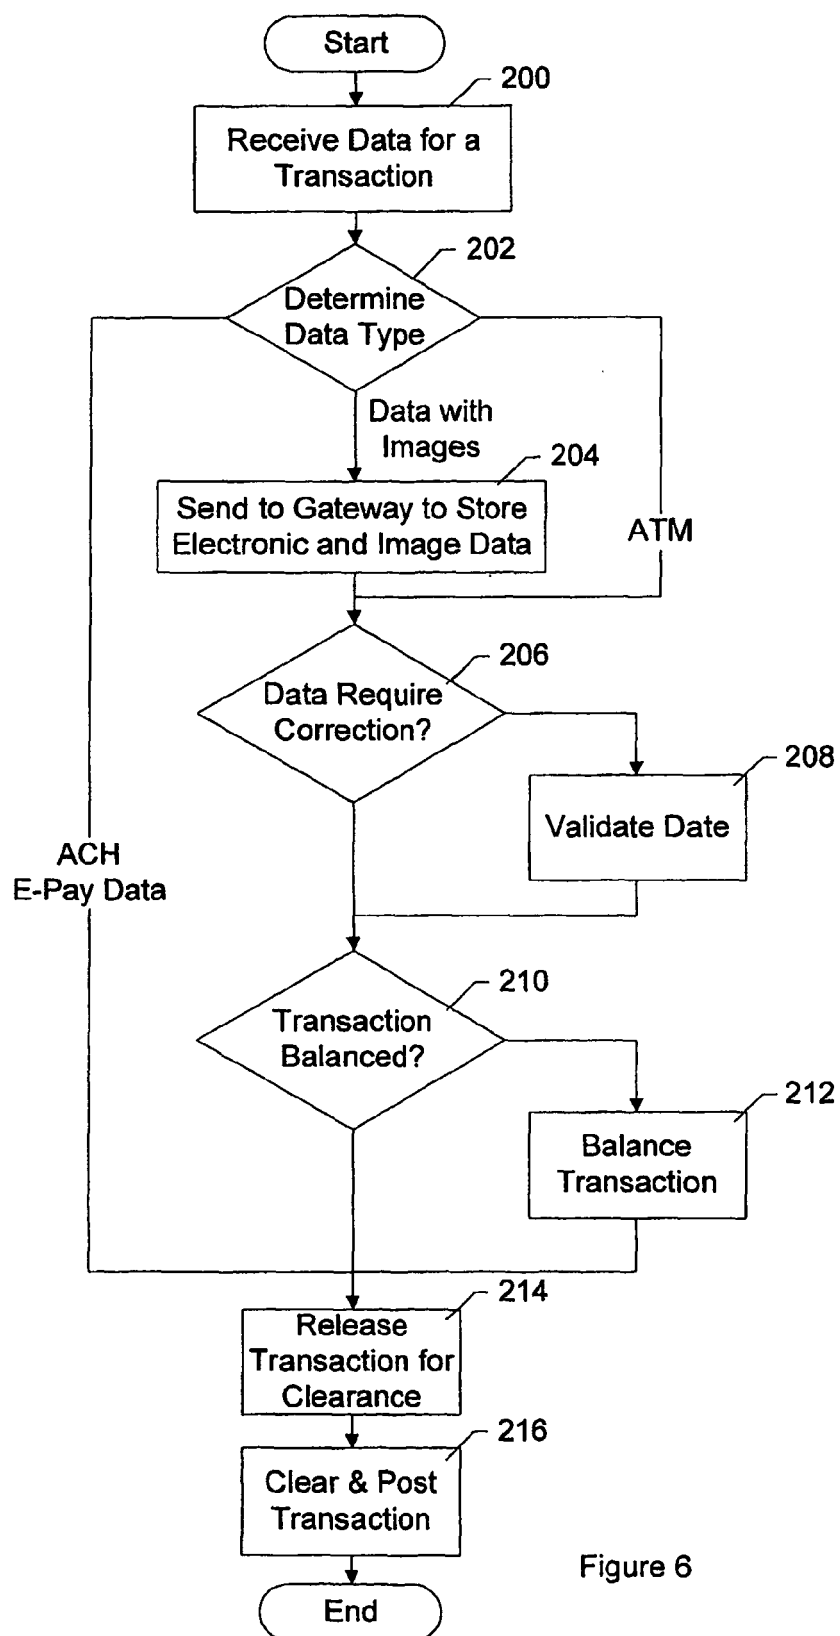 Start
200
Receive Data for a
Transaction
202
Determine
Data Type
Data with
Images
204
Send to Gateway to Store
Electronic and Image Data
ATM
206
Data Require
Correction?
208
Validate Date
ACH
E-Pay Data
210
Transaction
Balanced?
212
Balance
Transaction
214
Release
Transaction for
Clearance
216
Clear & Post
Transaction
Figure 6
End